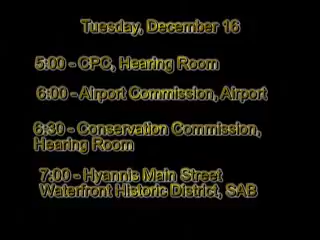 Tuesday, December 16
5:00 - CPC, Hearing Room
6:00 - Airport Commission, Airport
6:30 - Conservation Commission,
Hearing Room
7:00 - Hyannis Main Street
Waterfront Historic District, SAB